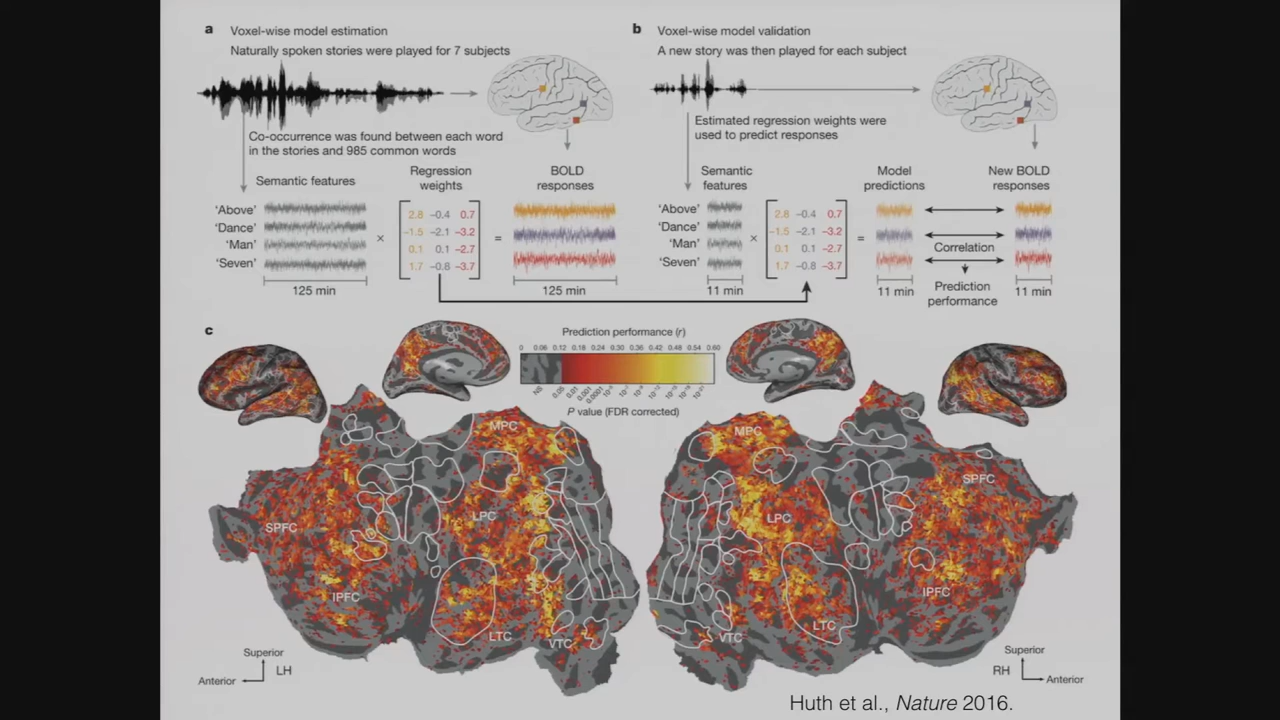 a Voxel-wise model estimation
Naturally spoken stories were played for 7 subjects
Co-occurrence was found between each word
in the stories and 985 common words
Semantic features
Regression
weights
BOLD
responses
'Above'
'Dance'
'Man'
'Seven'
×
2.8 −0.4 0.7
−1.5 −2.1 −3.2
0.1 0.1 −2.7
1.7 −0.8 −3.7
=
125 min
125 min
b Voxel-wise model validation
A new story was then played for each subject
Estimated regression weights were
used to predict responses
Semantic
features
Model
predictions
New BOLD
responses
'Above'
'Dance'
'Man'
'Seven'
×
2.8 −0.4 0.7
−1.5 −2.1 −3.2
0.1 0.1 −2.7
1.7 −0.8 −3.7
=
Correlation
Prediction
performance
11 min
11 min
11 min
c
Prediction performance (r)
0 0.06 0.12 0.18 0.24 0.30 0.36 0.42 0.48 0.54 0.60
NS 0.05 0.01 0.001 0.0001
P value (FDR corrected)
MPC
SPFC
LPC
IPFC
LTC
VTC
MPC
SPFC
LPC
IPFC
LTC
VTC
Superior
Anterior
LH
Superior
RH
Anterior
Huth et al., Nature 2016.